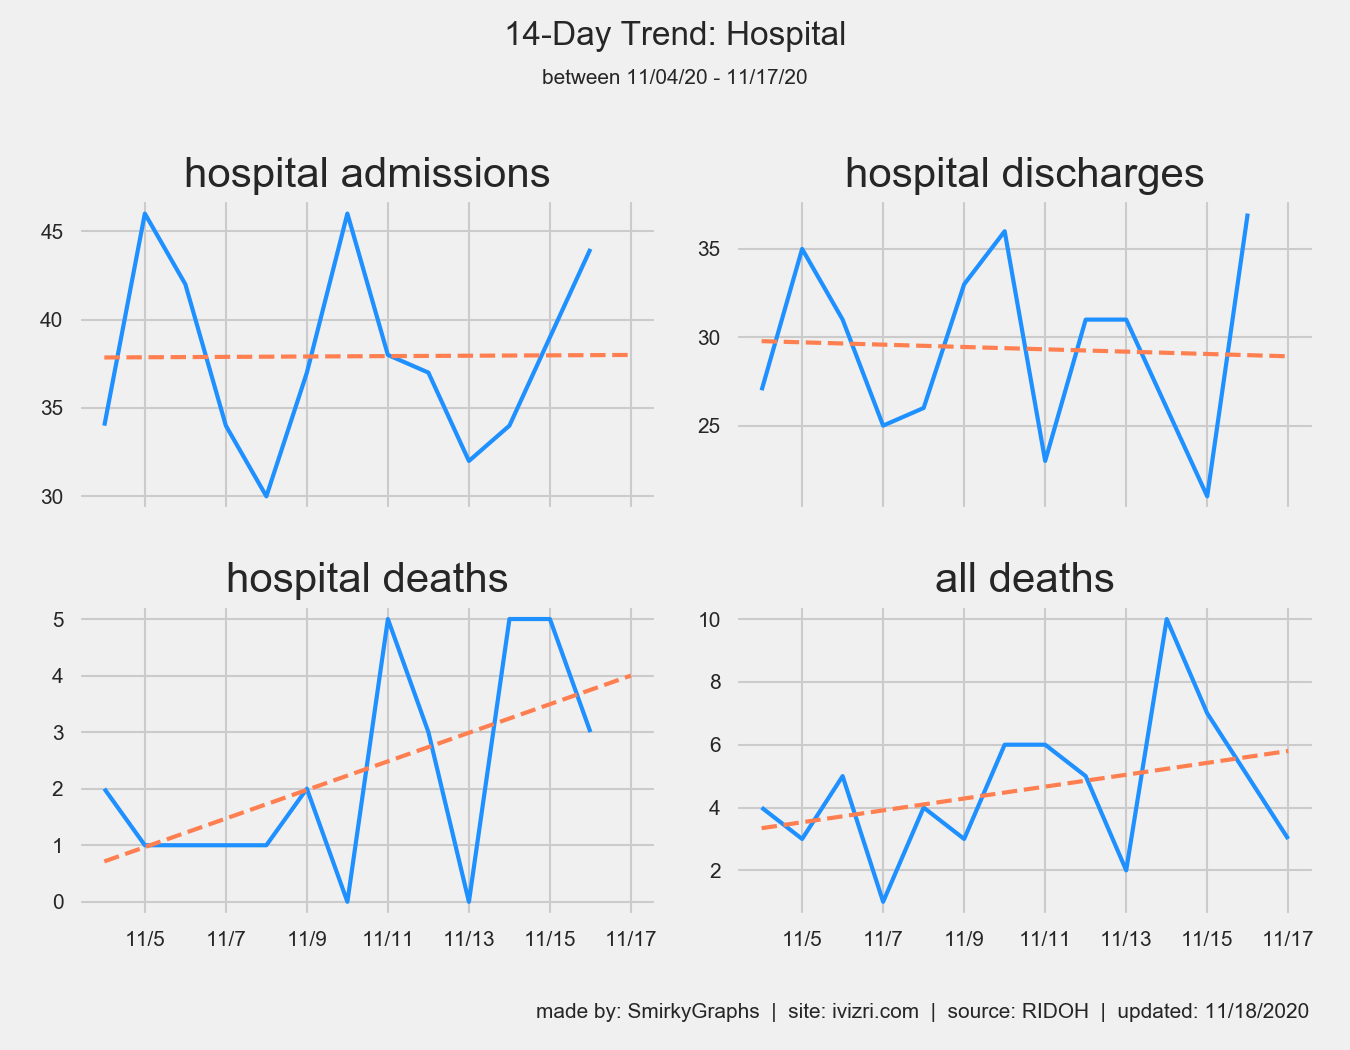 14-Day Trend: Hospital
between 11/04/20 - 11/17/20
hospital admissions
45
40
35
30
hospital discharges
35
30
25
hospital deaths
5
4
3
2
1
0
11/5 11/7 11/9 11/11 11/13 11/15 11/17
all deaths
10
8
6
4
2
11/5 11/7 11/9 11/11 11/13 11/15 11/17
made by: SmirkyGraphs | site: ivizri.com | source: RIDOH | updated: 11/18/2020